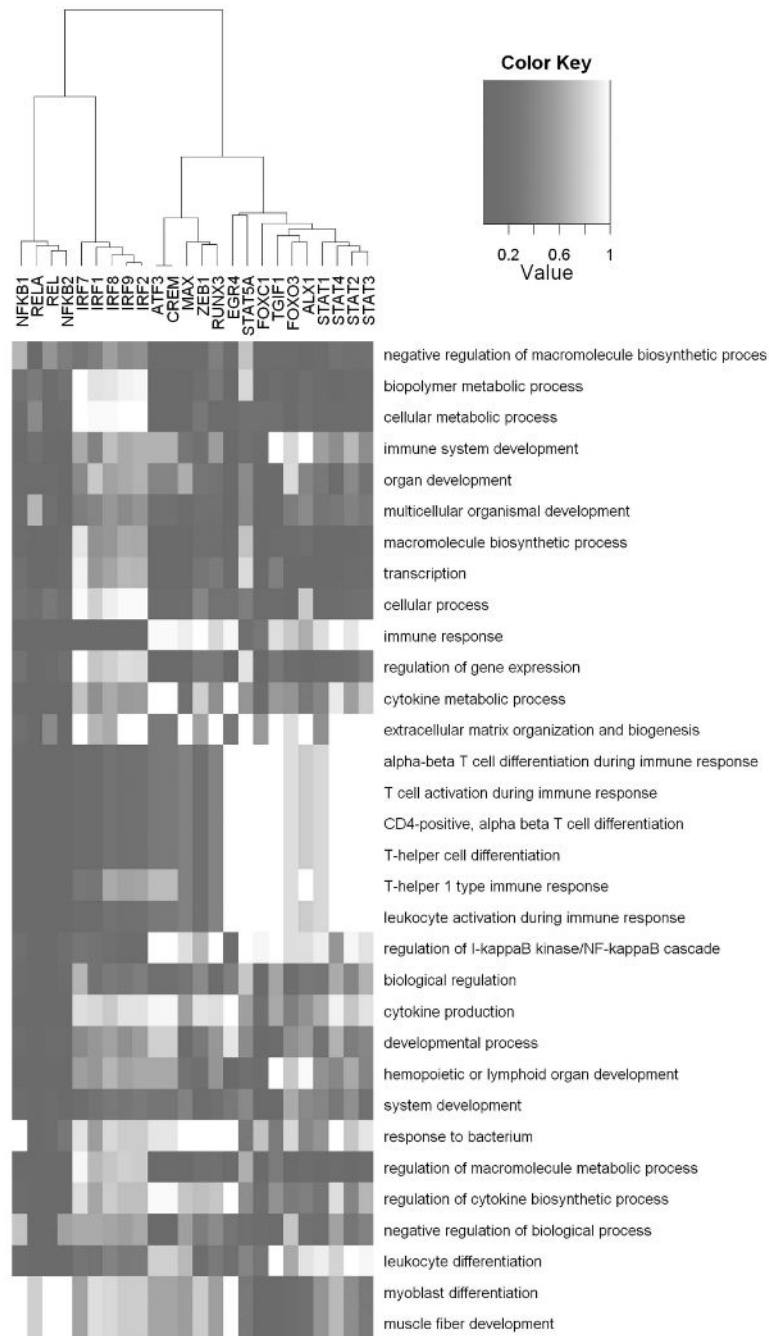 Color Key
0.2 0.6 1
Value
NFKB1
RELA
REL
NFKB2
IRF7
IRF1
IRF8
IRF9
IRF2
ATF3
CREM
MAX
ZEB1
RUNX3
EGR4
STAT5A
FOXC1
TGIF1
FOXO3
ALX1
STAT1
STAT4
STAT2
STAT3
negative regulation of macromolecule biosynthetic proces
biopolymer metabolic process
cellular metabolic process
immune system development
organ development
multicellular organismal development
macromolecule biosynthetic process
transcription
cellular process
immune response
regulation of gene expression
cytokine metabolic process
extracellular matrix organization and biogenesis
alpha-beta T cell differentiation during immune response
T cell activation during immune response
CD4-positive, alpha beta T cell differentiation
T-helper cell differentiation
T-helper 1 type immune response
leukocyte activation during immune response
regulation of I-kappaB kinase/NF-kappaB cascade
biological regulation
cytokine production
developmental process
hemopoietic or lymphoid organ development
system development
response to bacterium
regulation of macromolecule metabolic process
regulation of cytokine biosynthetic process
negative regulation of biological process
leukocyte differentiation
myoblast differentiation
muscle fiber development